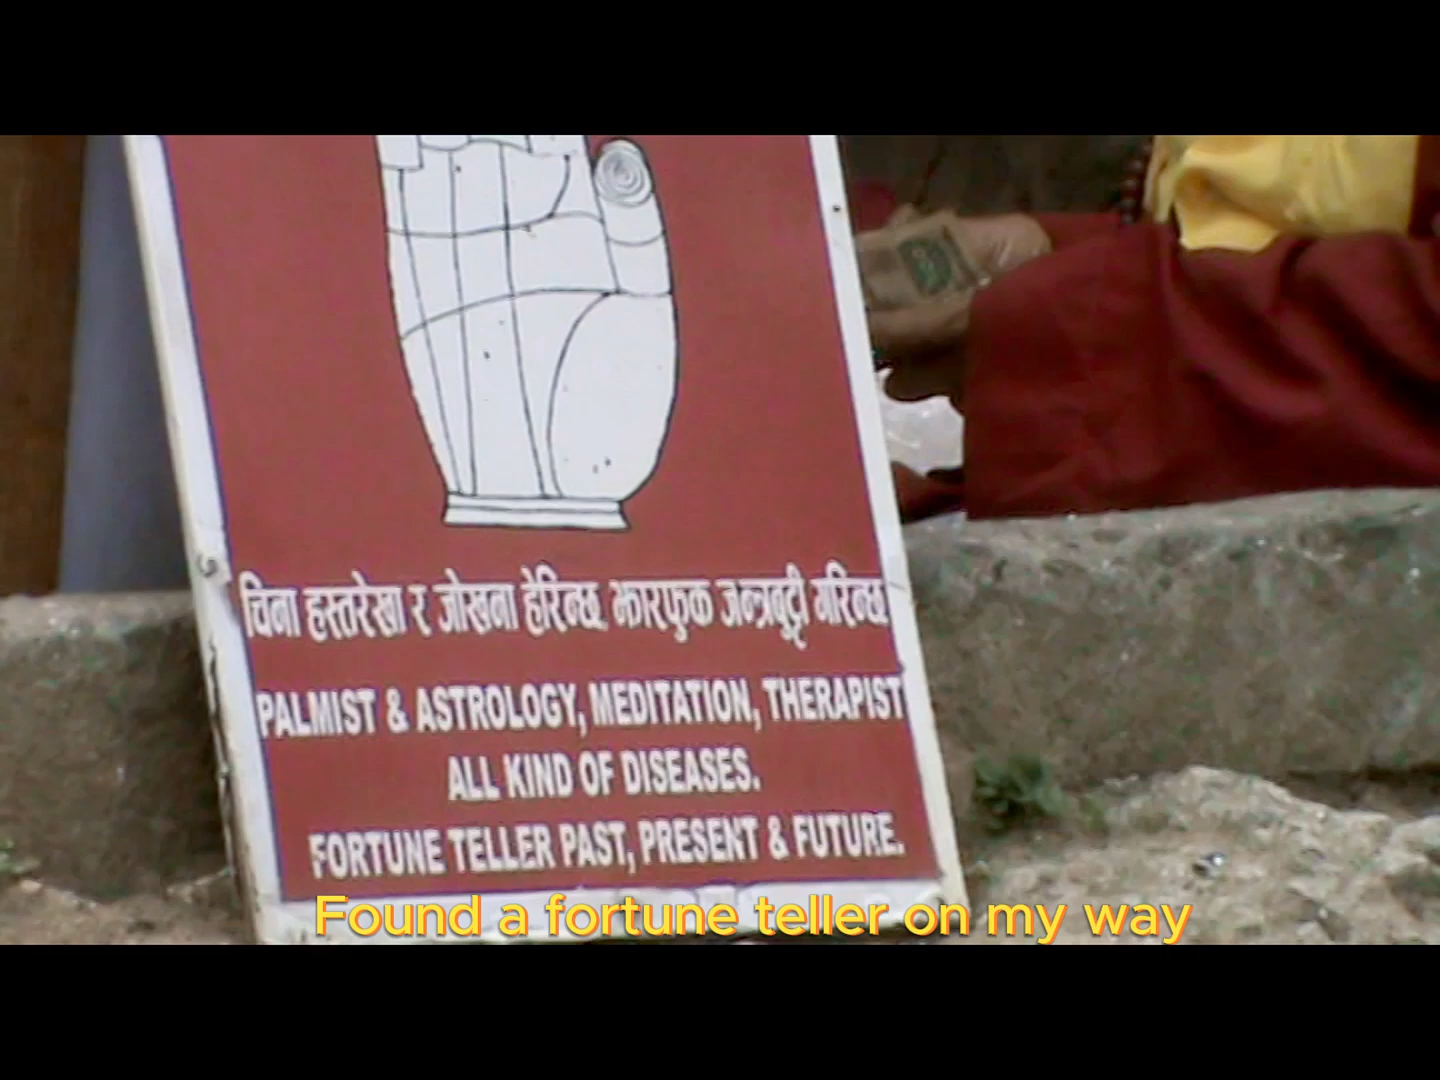 चिना हस्तरेखा र जोखना हेरिन्छ. झारफुक जन्त्रबुट्टी गरिन्छ
PALMIST & ASTROLOGY, MEDITATION, THERAPIST
ALL KIND OF DISEASES.
FORTUNE TELLER PAST, PRESENT & FUTURE.
Found a fortune teller on my way